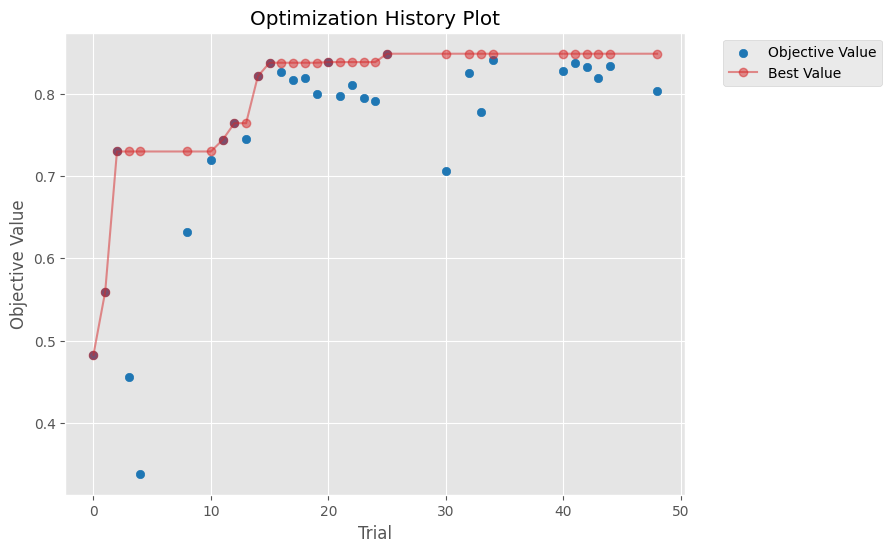 Optimization History Plot
Objective Value
Best Value
Objective Value
0.8
0.7
0.6
0.5
0.4
0 10 20 30 40 50
Trial